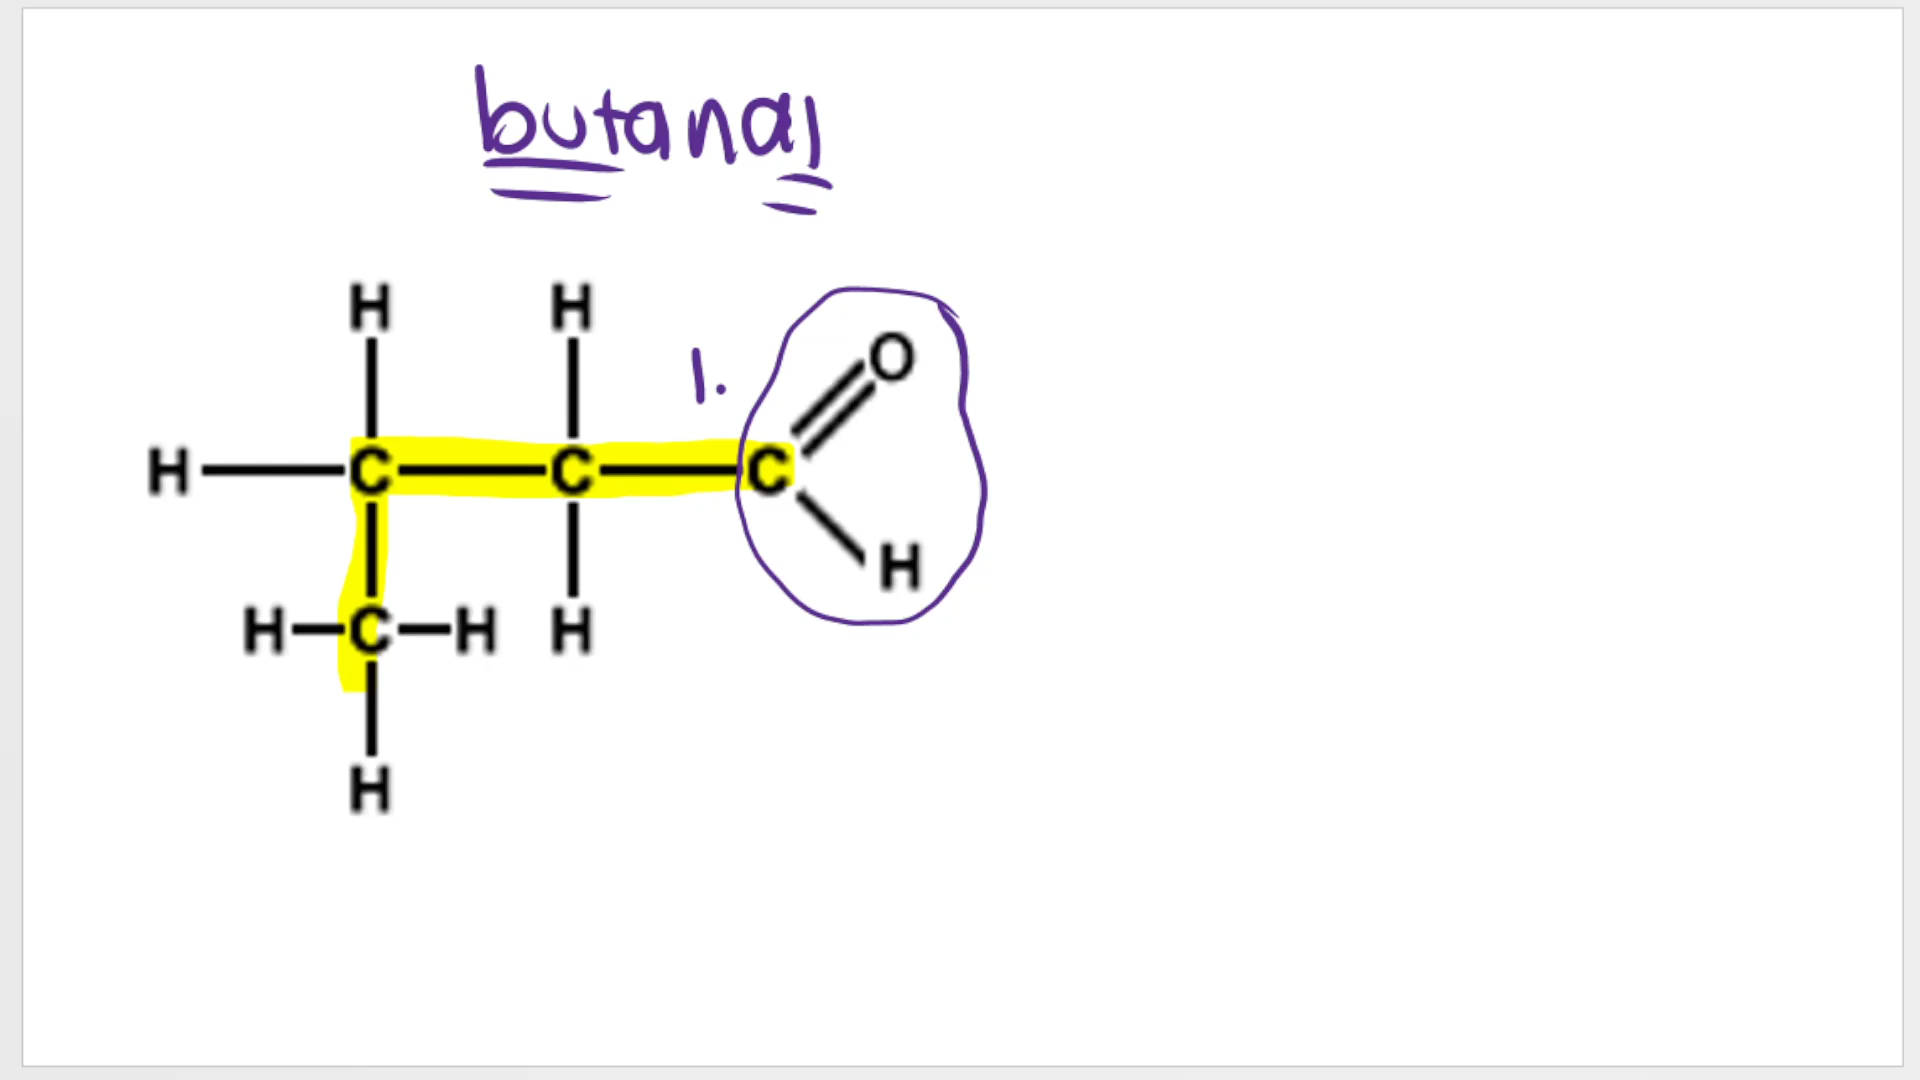 butanal
H H
1. O
H C C C
H
H C H H
H